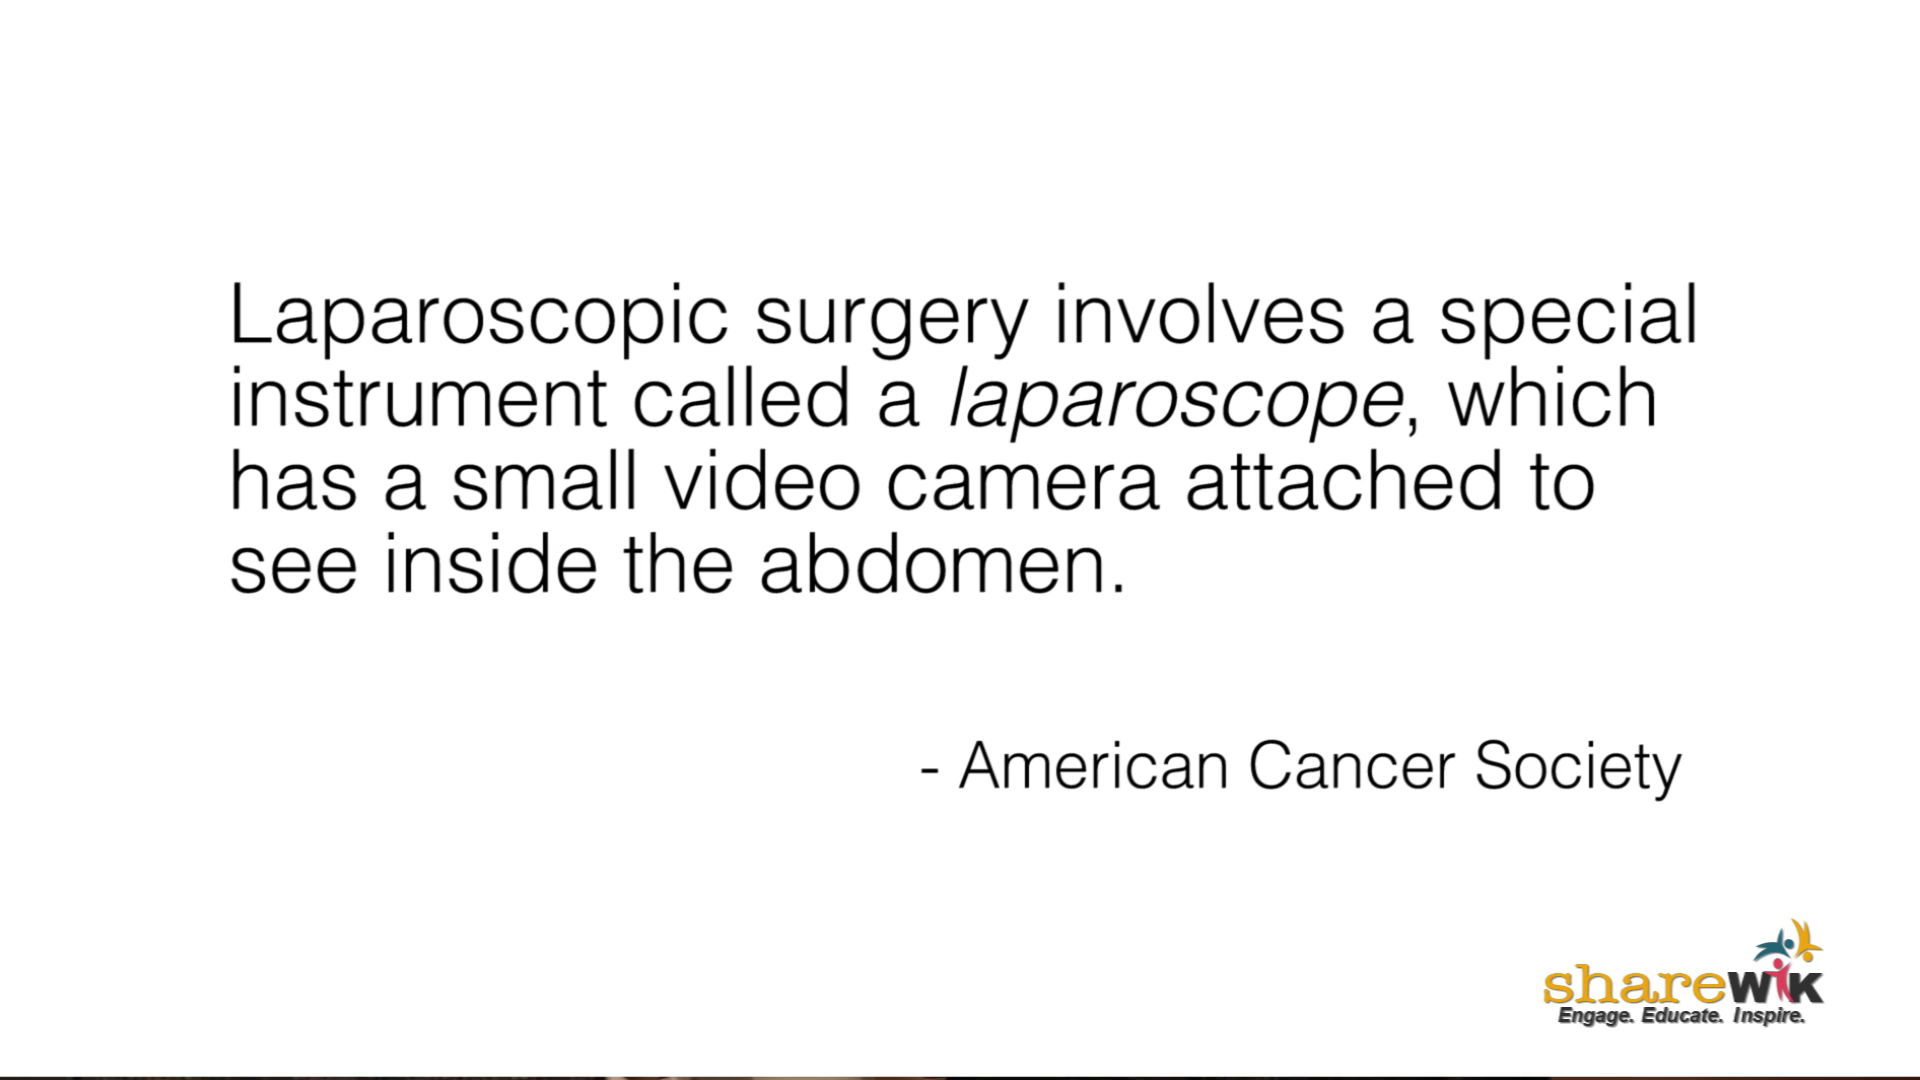 Laparoscopic surgery involves a special
instrument called a laparoscope, which
has a small video camera attached to
see inside the abdomen.
- American Cancer Society
sharewik
Engage. Educate. Inspire.